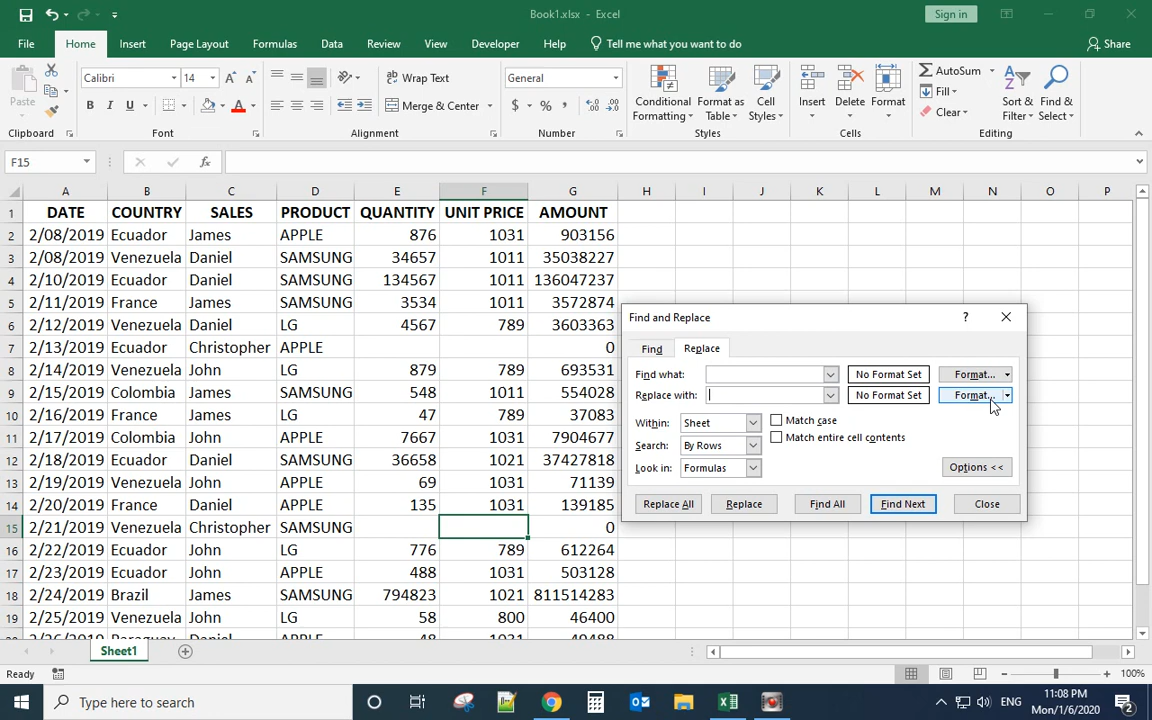 Book1.xlsx - Excel
Sign in
File Home Insert Page Layout Formulas Data Review View Developer Help Tell me what you want to do Share
Paste
Calibri 14
B I U
Wrap Text
Merge & Center
General
$ % ,
Conditional Formatting
Format as Table
Cell Styles
Insert Delete Format
AutoSum
Fill
Clear
Sort & Filter
Find & Select
Clipboard Font Alignment Number Styles Cells Editing
F15 fx
A B C D E F G H I J K L M N O P
1 DATE COUNTRY SALES PRODUCT QUANTITY UNIT PRICE AMOUNT
2 2/08/2019 Ecuador James APPLE 876 1031 903156
3 2/08/2019 Venezuela Daniel SAMSUNG 34657 1011 35038227
4 2/10/2019 Ecuador Daniel SAMSUNG 134567 1011 136047237
5 2/11/2019 France James SAMSUNG 3534 1011 3572874
6 2/12/2019 Venezuela Daniel LG 4567 789 3603363
7 2/13/2019 Ecuador Christopher APPLE 0
8 2/14/2019 Venezuela John LG 879 789 693531
9 2/15/2019 Colombia James SAMSUNG 548 1011 554028
10 2/16/2019 France James LG 47 789 37083
11 2/17/2019 Colombia John APPLE 7667 1031 7904677
12 2/18/2019 Ecuador Daniel SAMSUNG 36658 1021 37427818
13 2/19/2019 Venezuela John APPLE 69 1031 71139
14 2/20/2019 France Daniel APPLE 135 1031 139185
15 2/21/2019 Venezuela Christopher SAMSUNG 0
16 2/22/2019 Ecuador John LG 776 789 612264
17 2/23/2019 Ecuador John APPLE 488 1031 503128
18 2/24/2019 Brazil James SAMSUNG 794823 1021 811514283
19 2/25/2019 Venezuela John LG 58 800 46400
20 2/26/2019 Paraguay Daniel APPLE 48 1031 49488
Find and Replace ?
Find Replace
Find what: No Format Set Format...
Replace with: No Format Set Format...
Within: Sheet Match case
Search: By Rows Match entire cell contents
Look in: Formulas Options <<
Replace All Replace Find All Find Next Close
Sheet1
Ready 100%
Type here to search
ENG
11:08 PM
Mon/1/6/2020
2